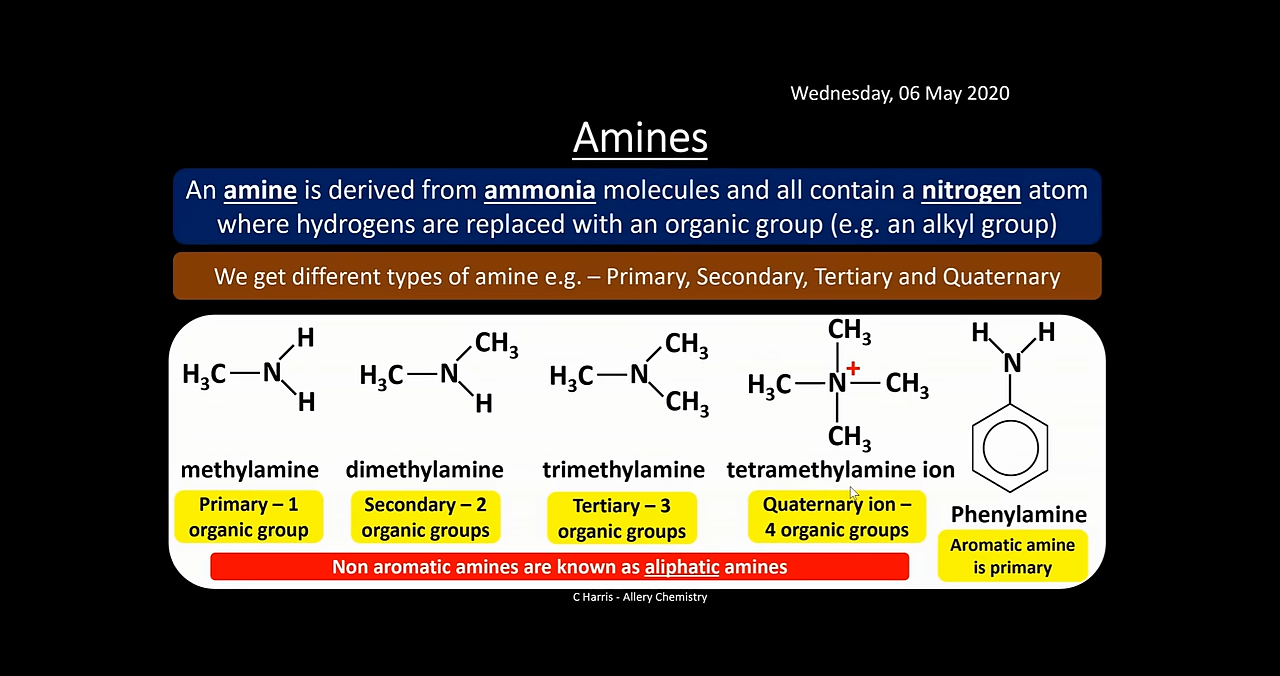 Wednesday, 06 May 2020
Amines
An amine is derived from ammonia molecules and all contain a nitrogen atom
where hydrogens are replaced with an organic group (e.g. an alkyl group)
We get different types of amine e.g. – Primary, Secondary, Tertiary and Quaternary
H₃C N H H
H₃C N CH₃ H
H₃C N CH₃ CH₃
CH₃ H₃C N + CH₃ CH₃
H H N
methylamine
Primary – 1
organic group
dimethylamine
Secondary – 2
organic groups
trimethylamine
Tertiary – 3
organic groups
tetramethylamine ion
Quaternary ion –
4 organic groups
Phenylamine
Aromatic amine
is primary
Non aromatic amines are known as aliphatic amines
C Harris - Allery Chemistry